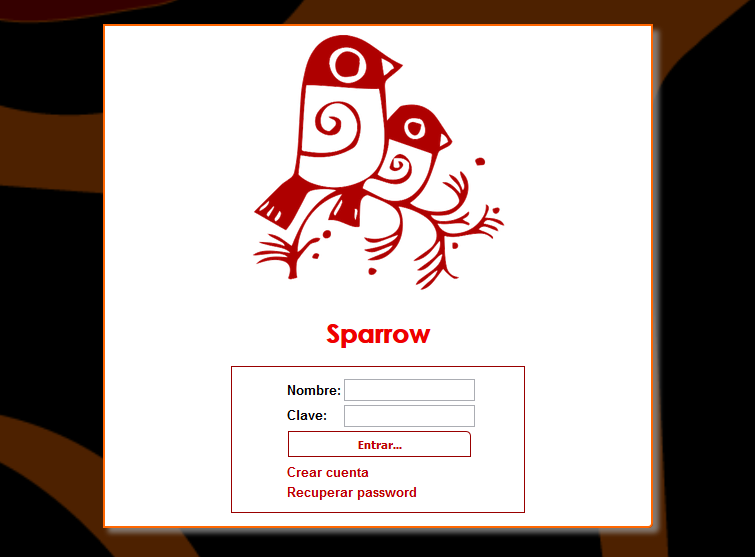 Sparrow
Nombre:
Clave:
Entrar...
Crear cuenta
Recuperar password